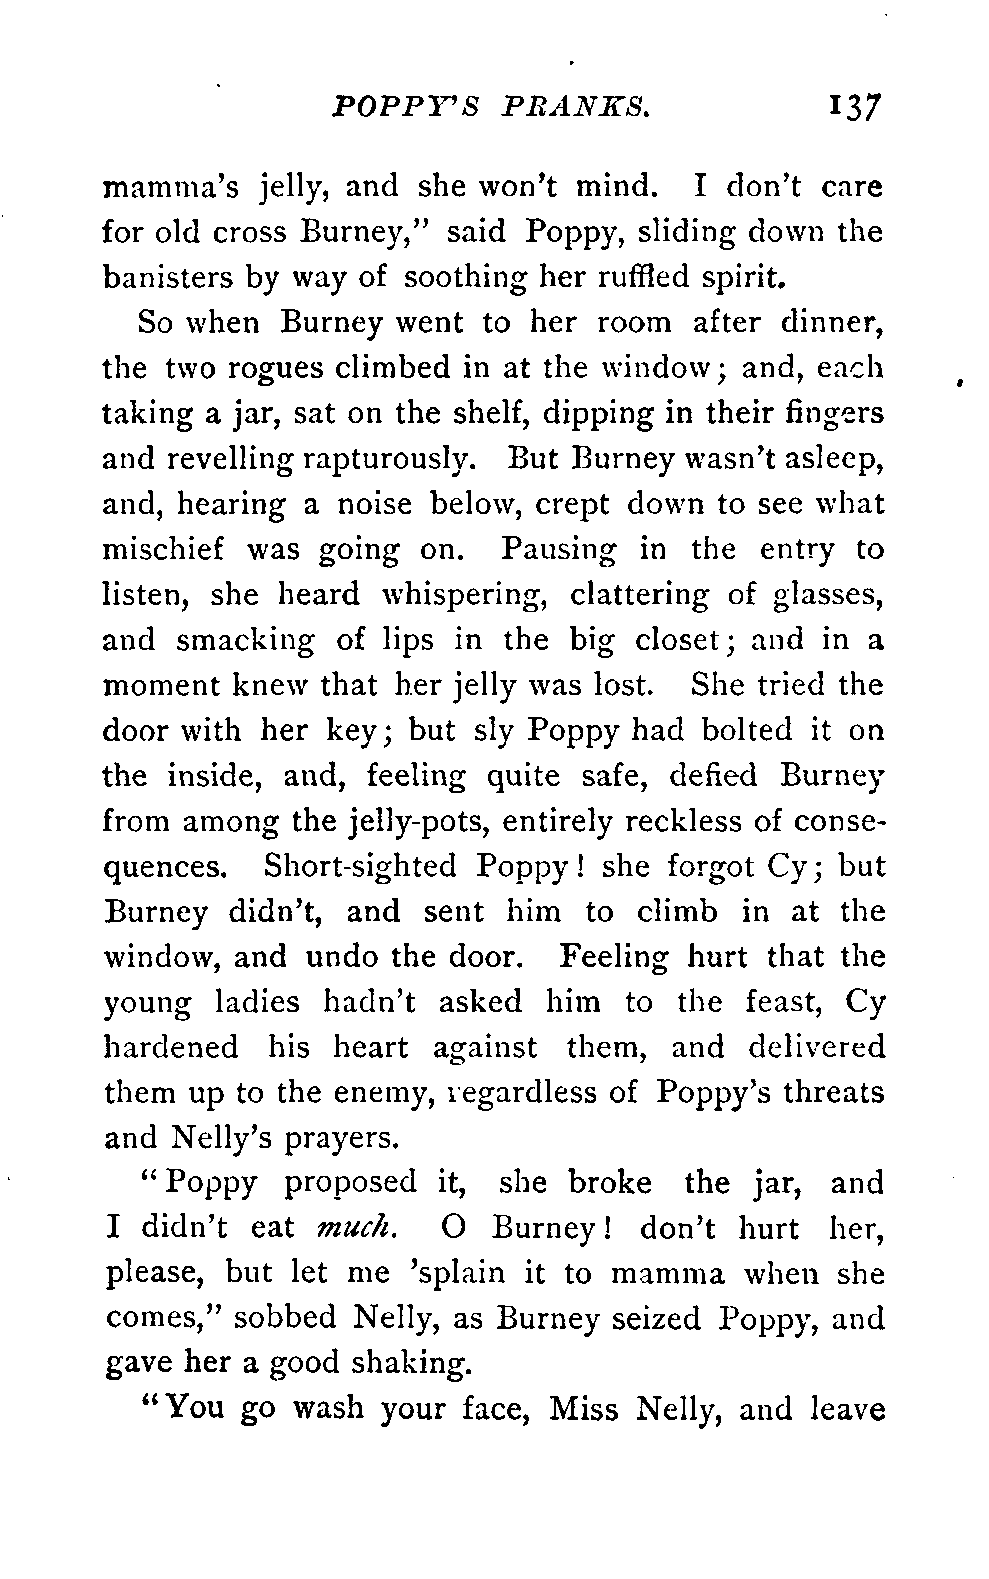 POPPY'S PRANKS. 137
mamma's jelly, and she won't mind. I don't care
for old cross Burney," said Poppy, sliding down the
banisters by way of soothing her ruffled spirit.
So when Burney went to her room after dinner,
the two rogues climbed in at the window; and, each
taking a jar, sat on the shelf, dipping in their fingers
and revelling rapturously. But Burney wasn't asleep,
and, hearing a noise below, crept down to see what
mischief was going on. Pausing in the entry to
listen, she heard whispering, clattering of glasses,
and smacking of lips in the big closet; and in a
moment knew that her jelly was lost. She tried the
door with her key; but sly Poppy had bolted it on
the inside, and, feeling quite safe, defied Burney
from among the jelly-pots, entirely reckless of conse-
quences. Short-sighted Poppy! she forgot Cy; but
Burney didn't, and sent him to climb in at the
window, and undo the door. Feeling hurt that the
young ladies hadn't asked him to the feast, Cy
hardened his heart against them, and delivered
them up to the enemy, regardless of Poppy's threats
and Nelly's prayers.
"Poppy proposed it, she broke the jar, and
I didn't eat much. O Burney! don't hurt her,
please, but let me 'splain it to mamma when she
comes," sobbed Nelly, as Burney seized Poppy, and
gave her a good shaking.
"You go wash your face, Miss Nelly, and leave